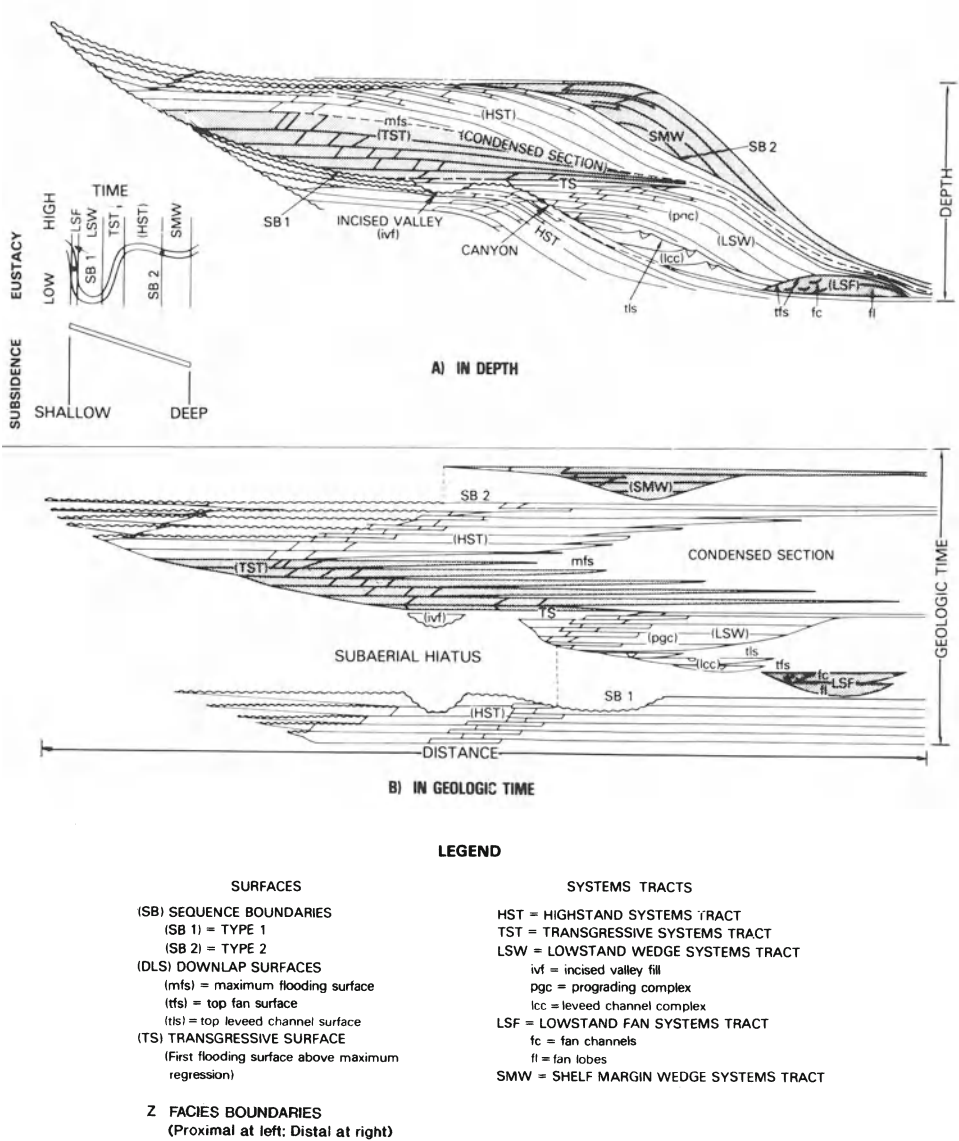 (HST)
mfs
(TST)
(CONDENSED SECTION)
SMW
SB 2
DEPTH
TS
SB 1
INCISED VALLEY
(ivf)
CANYON
HST
(pnc)
(LSW)
(lcc)
tls
(LSF)
tfs
fc
fl
TIME
EUSTACY
HIGH
LOW
LSF
LSW
TST,
(HST)
SMW
SB 1
SB 2
SUBSIDENCE
SHALLOW
DEEP
A) IN DEPTH
(SMW)
SB 2
(HST)
CONDENSED SECTION
mfs
(TST)
TS
(ivf)
(pgc)
(LSW)
SUBAERIAL HIATUS
(lcc)
tls
tfs
fc
LSF
fl
SB 1
(HST)
GEOLOGIC TIME
DISTANCE
B) IN GEOLOGIC TIME
LEGEND
SURFACES
(SB) SEQUENCE BOUNDARIES
(SB 1) = TYPE 1
(SB 2) = TYPE 2
(DLS) DOWNLAP SURFACES
(mfs) = maximum flooding surface
(tfs) = top fan surface
(tls) = top leveed channel surface
(TS) TRANSGRESSIVE SURFACE
(First flooding surface above maximum
regression)
Z FACIES BOUNDARIES
(Proximal at left: Distal at right)
SYSTEMS TRACTS
HST = HIGHSTAND SYSTEMS TRACT
TST = TRANSGRESSIVE SYSTEMS TRACT
LSW = LOWSTAND WEDGE SYSTEMS TRACT
ivf = incised valley fill
pgc = prograding complex
lcc = leveed channel complex
LSF = LOWSTAND FAN SYSTEMS TRACT
fc = fan channels
fl = fan lobes
SMW = SHELF MARGIN WEDGE SYSTEMS TRACT